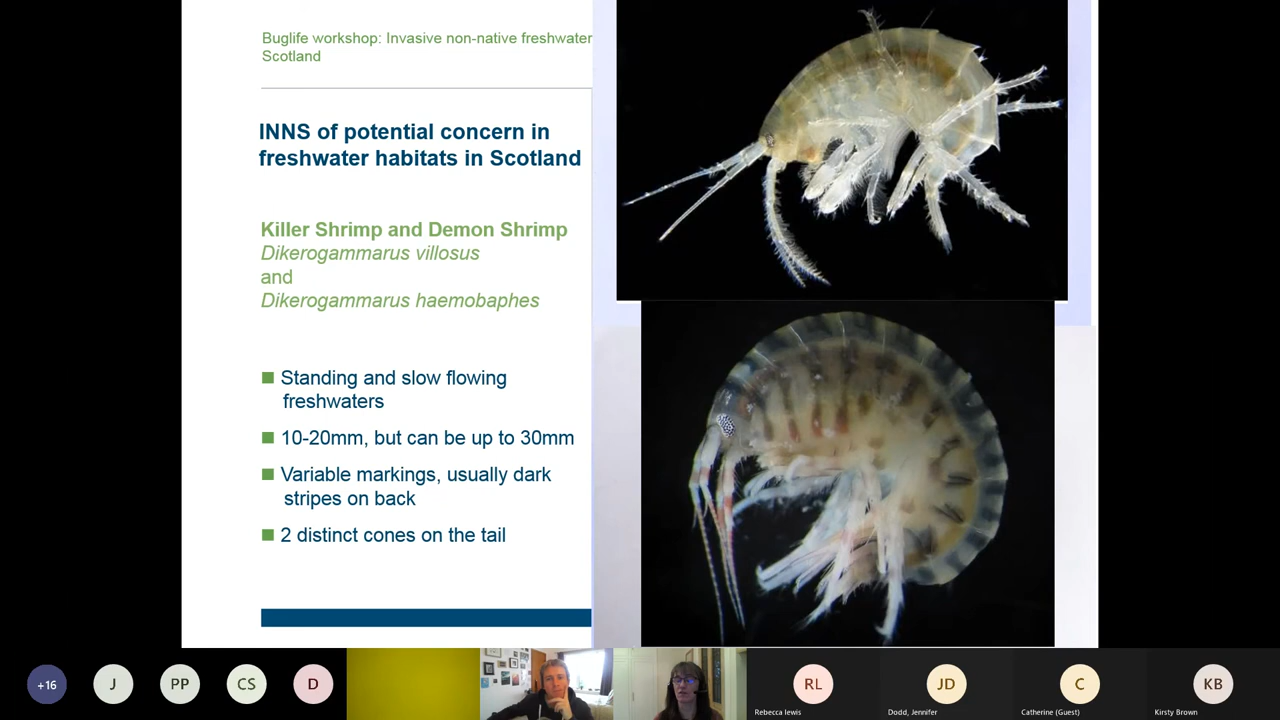 Buglife workshop: Invasive non-native freshwater
Scotland
INNS of potential concern in
freshwater habitats in Scotland
Killer Shrimp and Demon Shrimp
Dikerogammarus villosus
and
Dikerogammarus haemobaphes
Standing and slow flowing
freshwaters
10-20mm, but can be up to 30mm
Variable markings, usually dark
stripes on back
2 distinct cones on the tail
+16
J
PP
CS
D
RL
JD
C
KB
Rebecca lewis
Dodd, Jennifer
Catherine (Guest)
Kirsty Brown